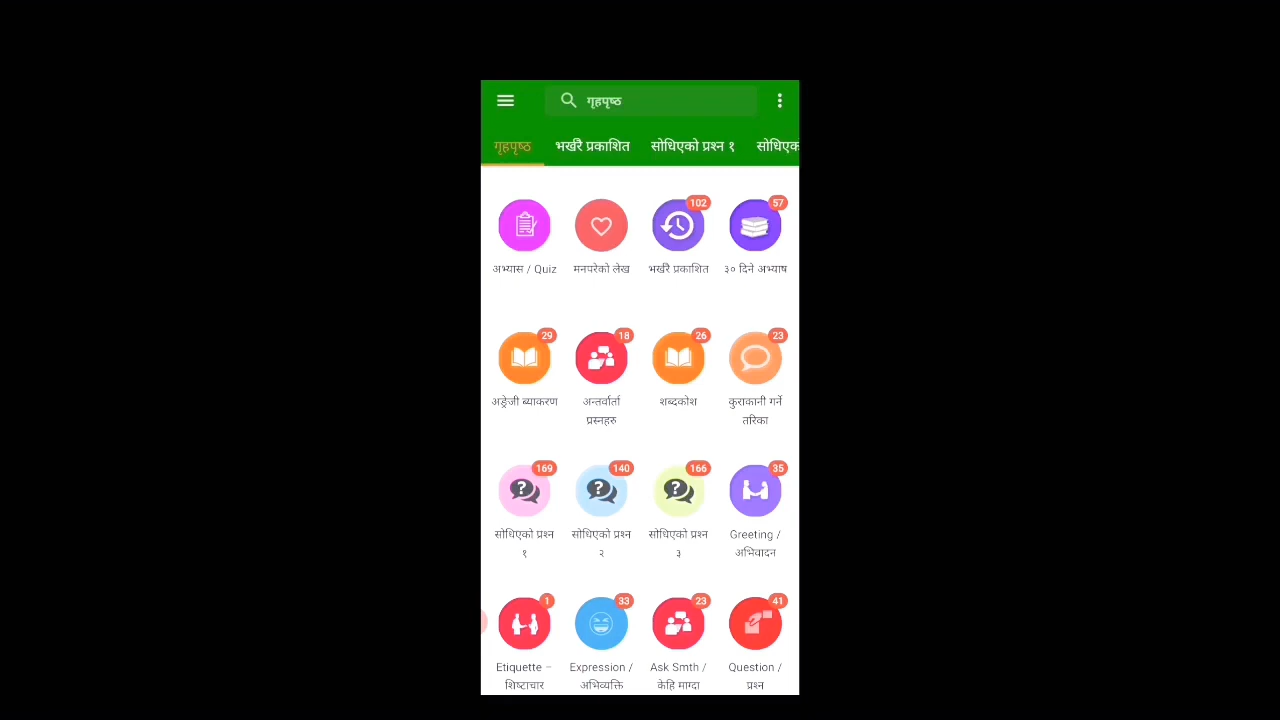 गृहपृष्ठ
गृहपृष्ठ भर्खरै प्रकाशित सोधिएको प्रश्न १ सोधिएक
102 57
अभ्यास / Quiz मनपरेको लेख भर्खरै प्रकाशित ३० दिने अभ्याष
29 18 26 23
अङ्ग्रेजी ब्याकरण अन्तर्वार्ता शब्दकोश कुराकानी गर्ने
प्रस्नहरु तरिका
169 140 166 35
सोधिएको प्रश्न सोधिएको प्रश्न सोधिएको प्रश्न Greeting /
१ २ ३ अभिवादन
1 33 23 41
Etiquette – Expression / Ask Smth / Question /
शिष्टाचार अभिव्यक्ति केहि माग्दा प्रश्न